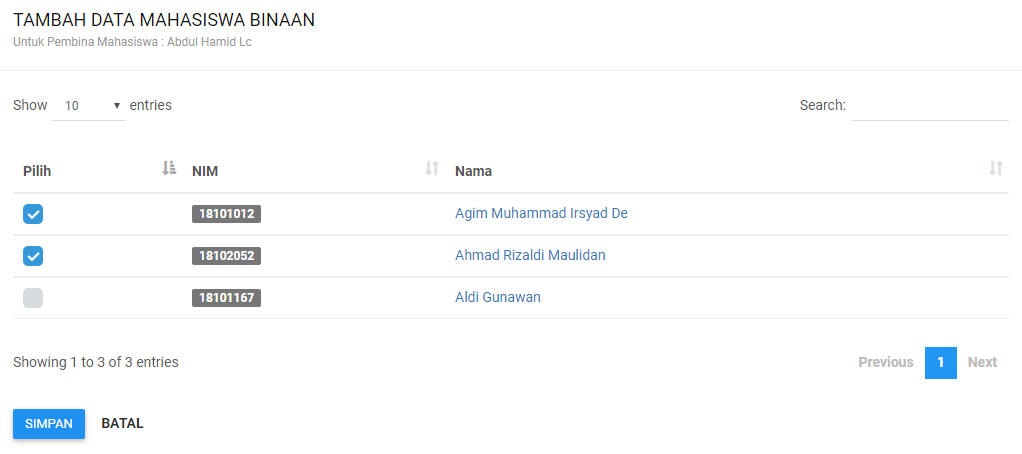 TAMBAH DATA MAHASISWA BINAAN
Untuk Pembina Mahasiswa : Abdul Hamid Lc
Show 10 entries Search:
Pilih NIM Nama
18101012 Agim Muhammad Irsyad De
18102052 Ahmad Rizaldi Maulidan
18101167 Aldi Gunawan
Showing 1 to 3 of 3 entries Previous 1 Next
SIMPAN BATAL